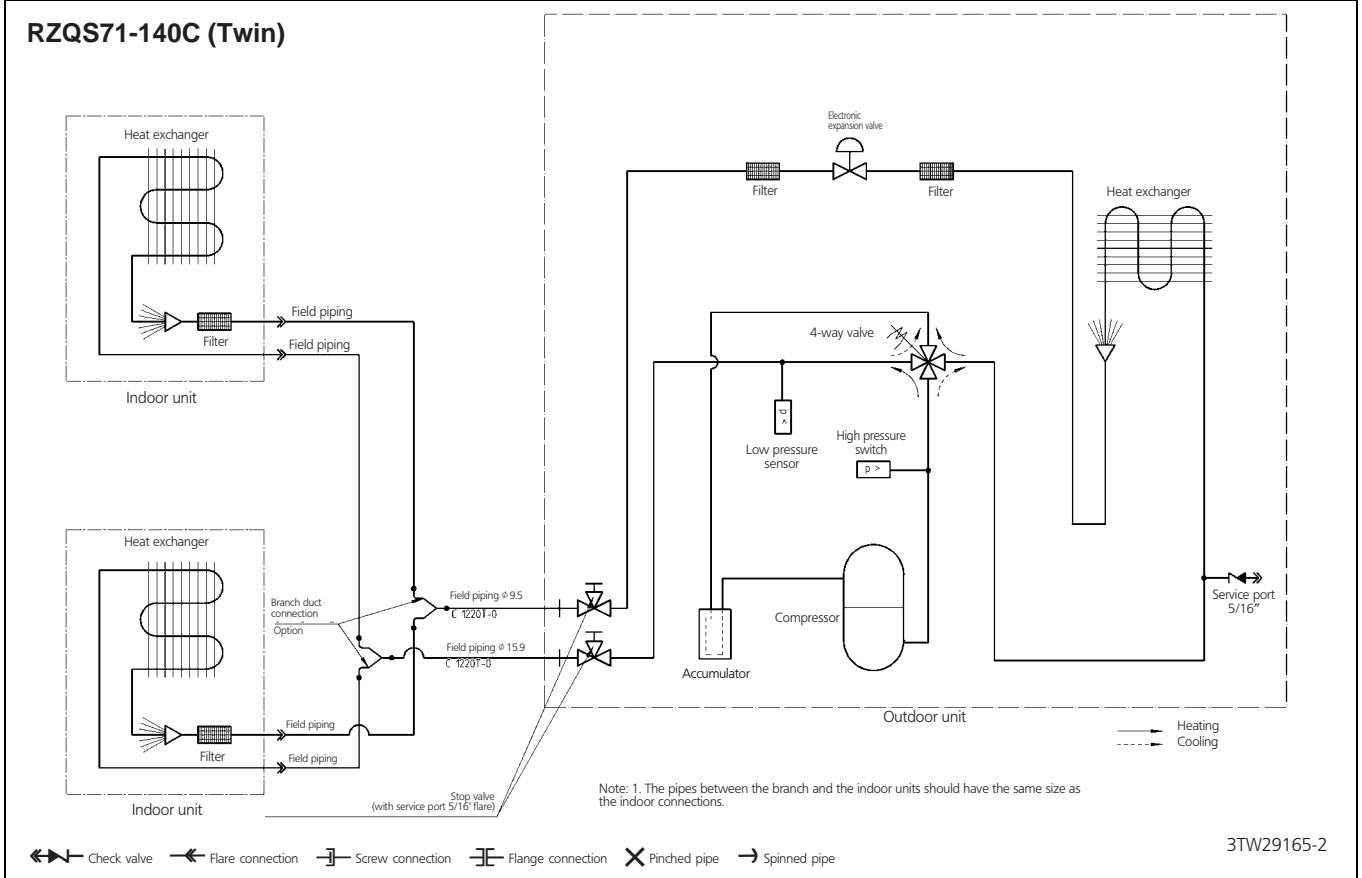 RZQS71-140C (Twin)
Heat exchanger
Filter
Field piping
Field piping
Indoor unit
Electronic
expansion valve
Filter
Filter
Heat exchanger
4-way valve
Low pressure
sensor
High pressure
switch
p >
Compressor
Accumulator
Service port
5/16"
Outdoor unit
Heating
Cooling
Heat exchanger
Branch duct
connection
Option
Field piping ϕ 9.5
C 1220T-0
Field piping ϕ 15.9
C 1220T-0
Filter
Field piping
Field piping
Indoor unit
Stop valve
(with service port 5/16' flare)
Note: 1. The pipes between the branch and the indoor units should have the same size as
the indoor connections.
Check valve
Flare connection
Screw connection
Flange connection
Pinched pipe
Spinned pipe
3TW29165-2